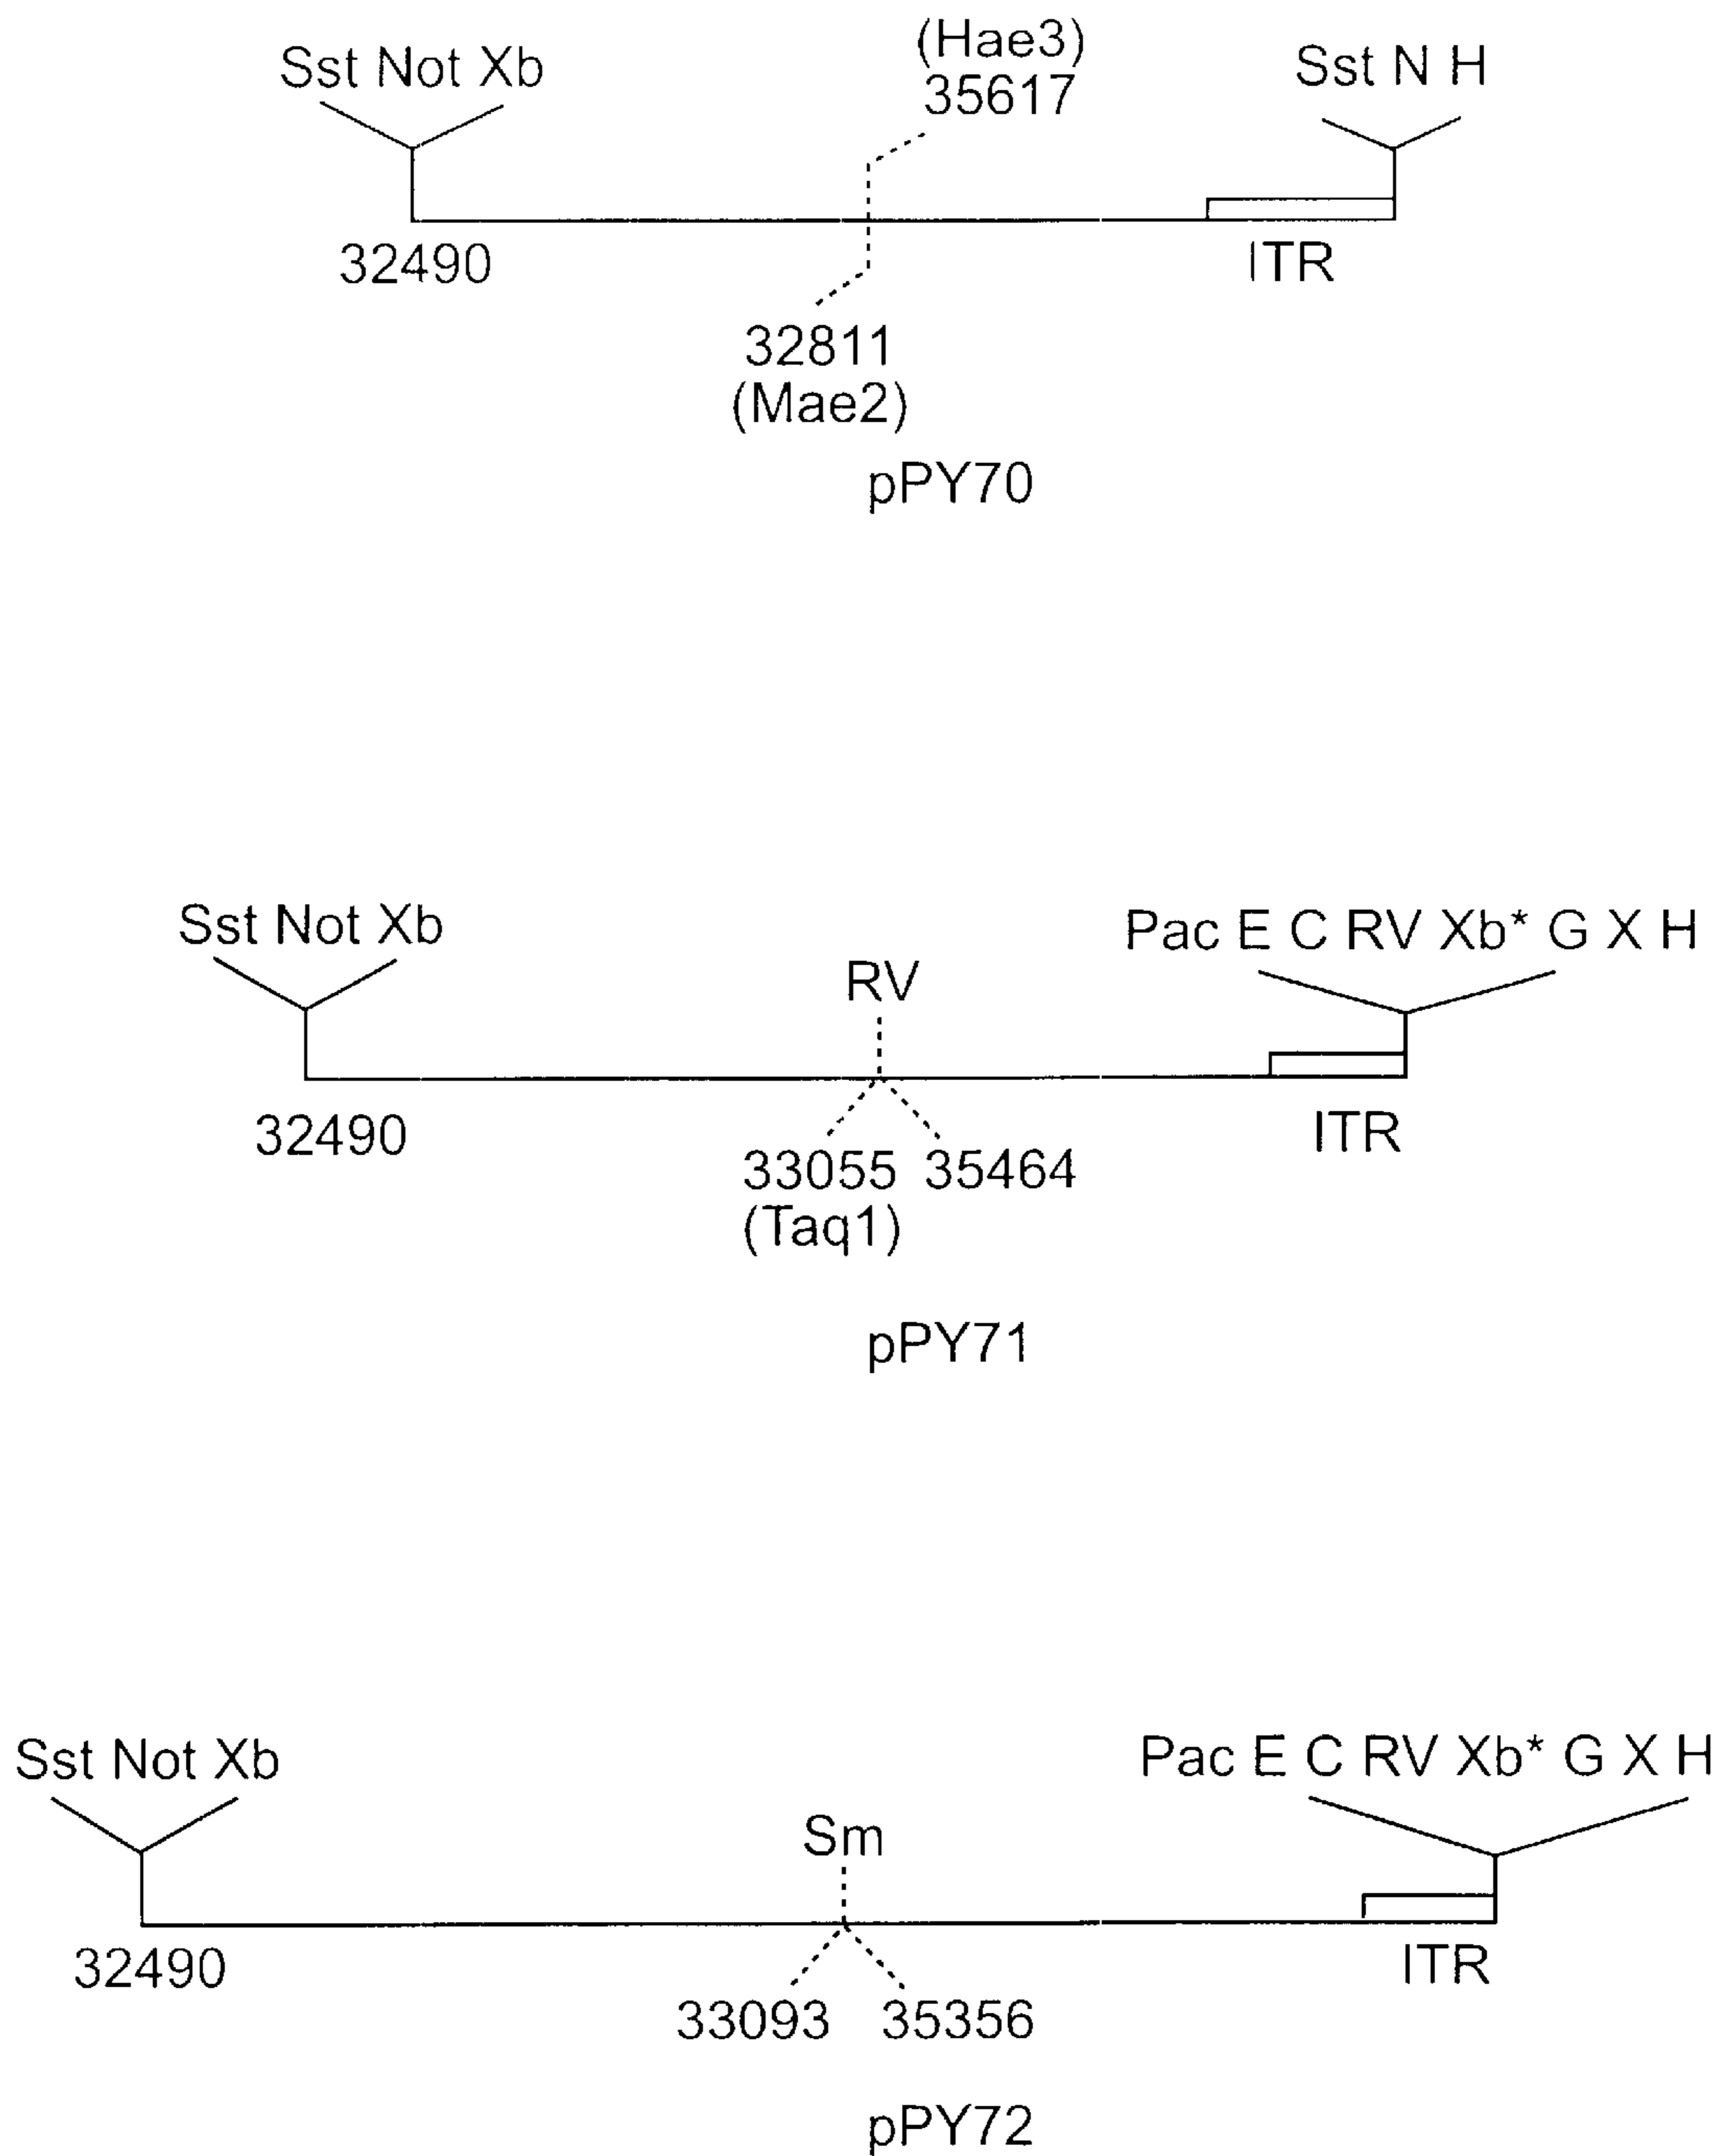 (Hae3)
Sst Not Xb
35617
Sst N H
32490
ITR
32811
(Mae2)
pPY70
Sst Not Xb
Pac E C RV Xb* G X H
RV
32490
ITR
33055 35464
(Taq1)
pPY71
Sst Not Xb
Pac E C RV Xb* G X H
Sm
32490
ITR
33093 35356
pPY72